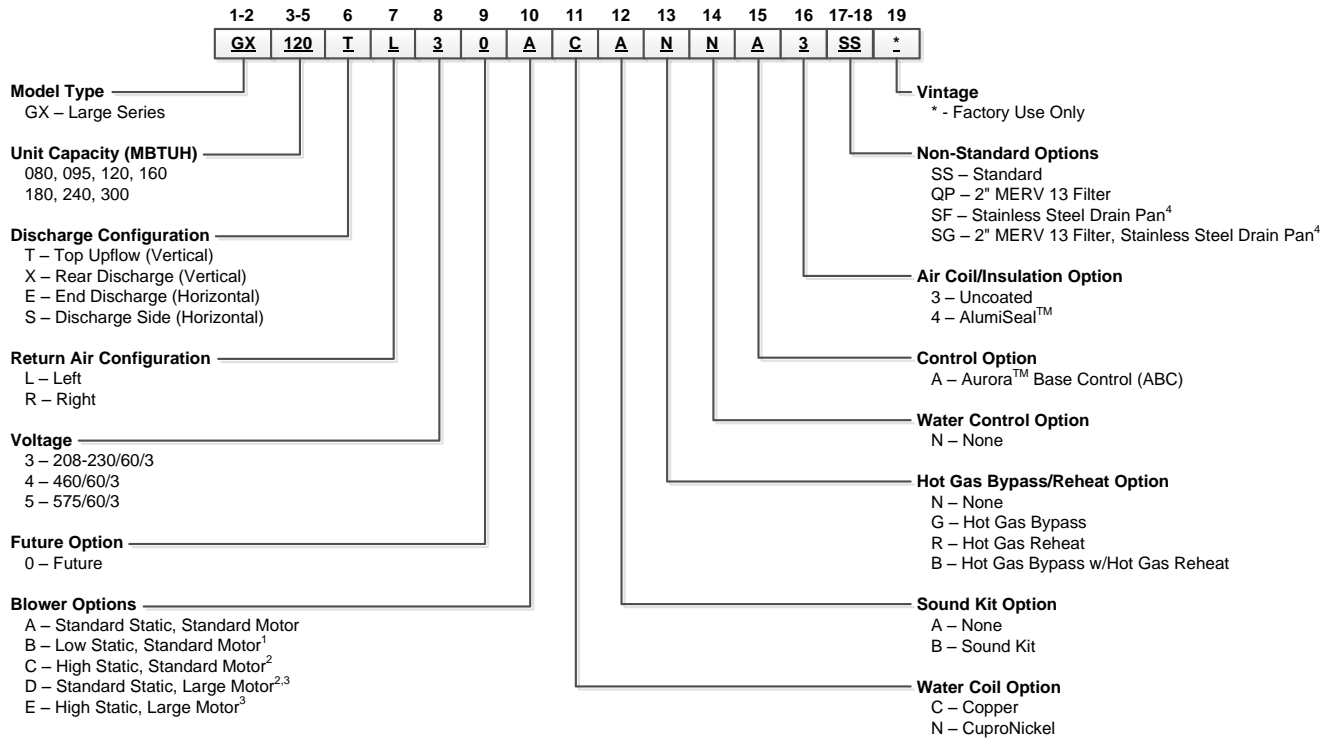 1-2 3-5 6 7 8 9 10 11 12 13 14 15 16 17-18 19
GX 120 T L 3 0 A C A N N A 3 SS *
Model Type
GX – Large Series
Unit Capacity (MBTUH)
080, 095, 120, 160
180, 240, 300
Discharge Configuration
T – Top Upflow (Vertical)
X – Rear Discharge (Vertical)
E – End Discharge (Horizontal)
S – Discharge Side (Horizontal)
Return Air Configuration
L – Left
R – Right
Voltage
3 – 208-230/60/3
4 – 460/60/3
5 – 575/60/3
Future Option
0 – Future
Blower Options
A – Standard Static, Standard Motor
B – Low Static, Standard Motor1
C – High Static, Standard Motor2
D – Standard Static, Large Motor2,3
E – High Static, Large Motor3
Vintage
* - Factory Use Only
Non-Standard Options
SS – Standard
QP – 2" MERV 13 Filter
SF – Stainless Steel Drain Pan4
SG – 2" MERV 13 Filter, Stainless Steel Drain Pan4
Air Coil/Insulation Option
3 – Uncoated
4 – AlumiSealTM
Control Option
A – AuroraTM Base Control (ABC)
Water Control Option
N – None
Hot Gas Bypass/Reheat Option
N – None
G – Hot Gas Bypass
R – Hot Gas Reheat
B – Hot Gas Bypass w/Hot Gas Reheat
Sound Kit Option
A – None
B – Sound Kit
Water Coil Option
C – Copper
N – CuproNickel